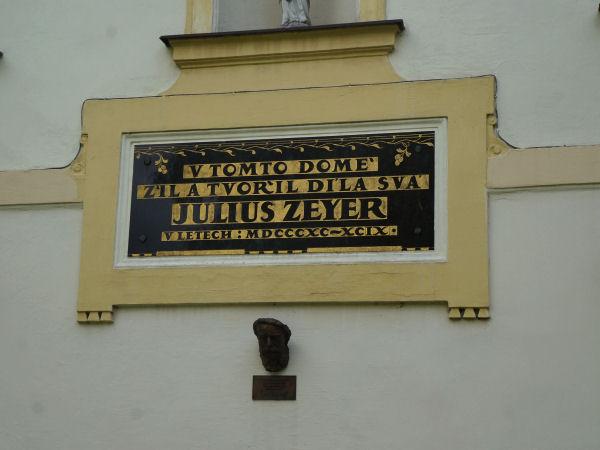 V TOMTO DOMĚ
ŽIL A TVOŘIL DÍLA SVÁ
JULIUS ZEYER
V LETECH : MDCCCXC–XCIX.